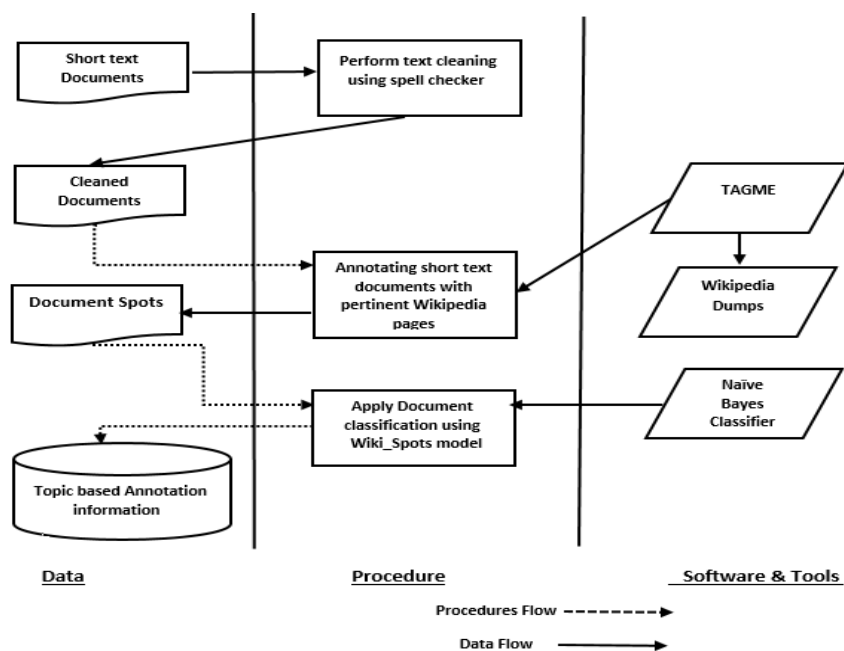 Short text
Documents
Perform text cleaning
using spell checker
Cleaned
Documents
TAGME
Annotating short text
documents with
pertinent Wikipedia
pages
Wikipedia
Dumps
Document Spots
Apply Document
classification using
Wiki_Spots model
Naïve
Bayes
Classifier
Topic based Annotation
information
Data
Procedure
Software & Tools
Procedures Flow
Data Flow